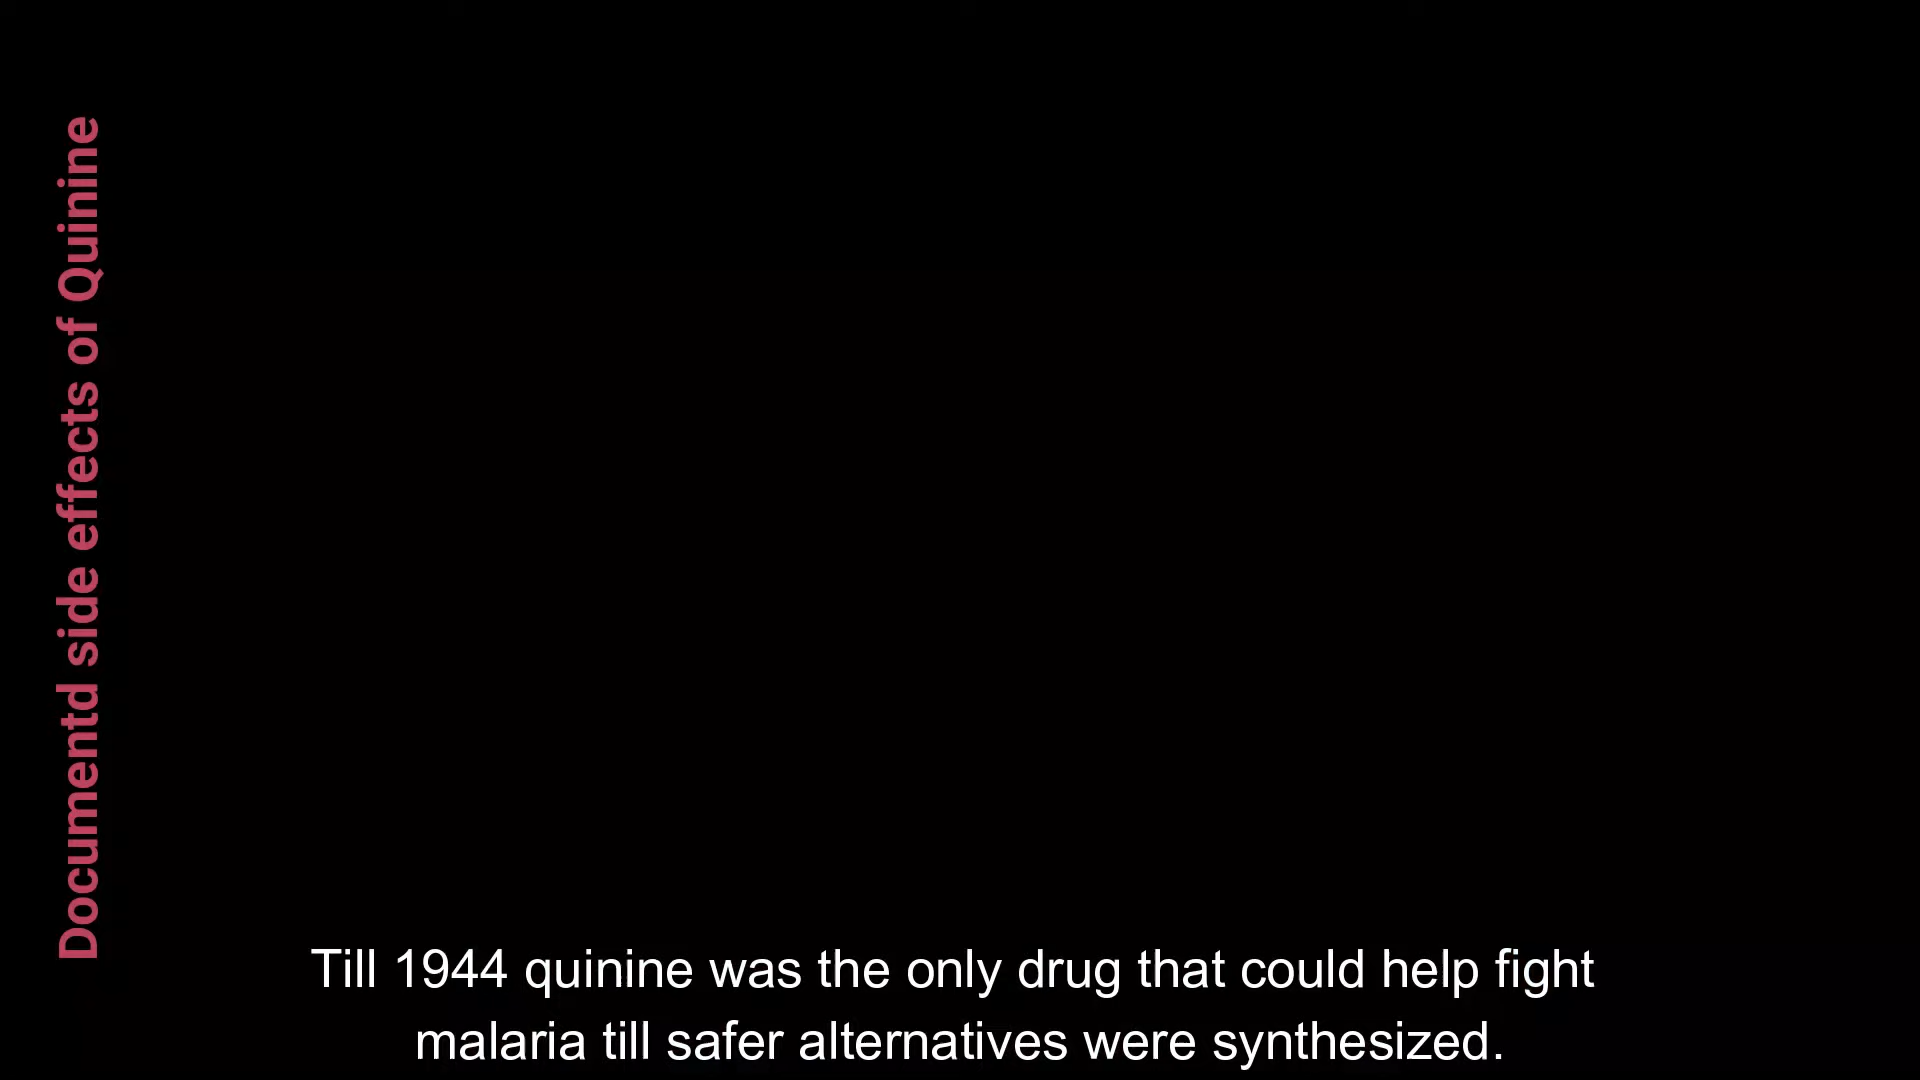 Documentd side effects of Quinine
Till 1944 quinine was the only drug that could help fight
malaria till safer alternatives were synthesized.